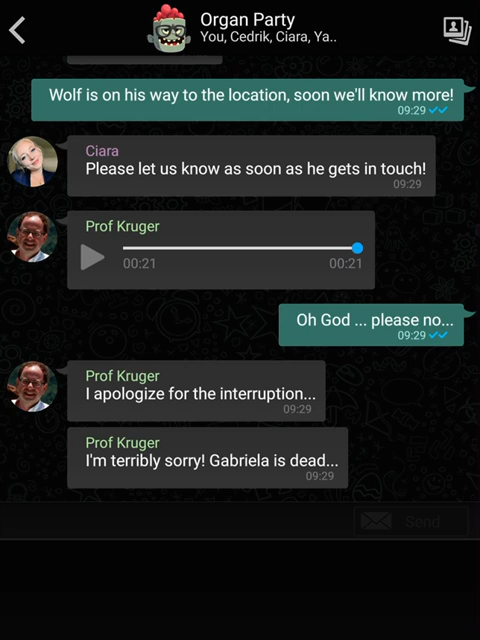 Organ Party
You, Cedrik, Ciara, Ya..
Wolf is on his way to the location, soon we'll know more!
09:29
Ciara
Please let us know as soon as he gets in touch!
09:29
Prof Kruger
00:21 00:21
Oh God ... please no...
09:29
Prof Kruger
I apologize for the interruption...
09:29
Prof Kruger
I'm terribly sorry! Gabriela is dead...
09:29
Send